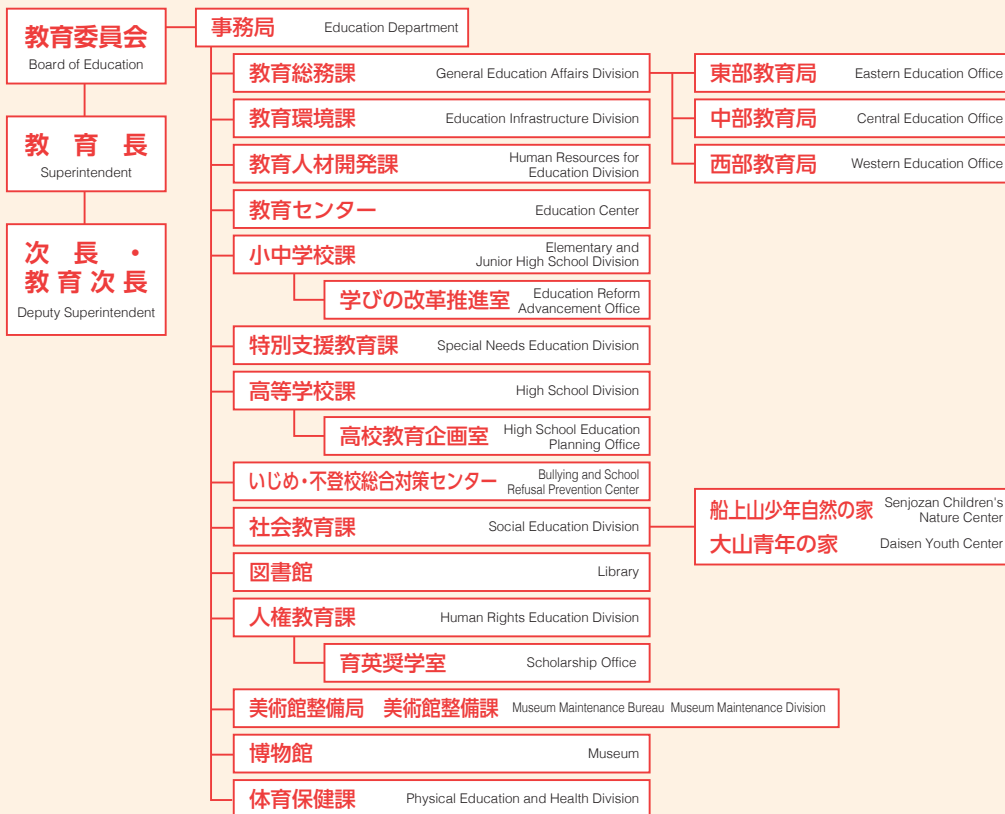 教育委員会
Board of Education
教育長
Superintendent
次長・
教育次長
Deputy Superintendent
事務局 Education Department
教育総務課 General Education Affairs Division
東部教育局 Eastern Education Office
中部教育局 Central Education Office
西部教育局 Western Education Office
教育環境課 Education Infrastructure Division
教育人材開発課 Human Resources for
Education Division
教育センター Education Center
小中学校課 Elementary and
Junior High School Division
学びの改革推進室 Education Reform
Advancement Office
特別支援教育課 Special Needs Education Division
高等学校課 High School Division
高校教育企画室 High School Education
Planning Office
いじめ・不登校総合対策センター Bullying and School
Refusal Prevention Center
社会教育課 Social Education Division
船上山少年自然の家 Senjozan Children's
Nature Center
大山青年の家 Daisen Youth Center
図書館 Library
人権教育課 Human Rights Education Division
育英奨学室 Scholarship Office
美術館整備局 美術館整備課 Museum Maintenance Bureau Museum Maintenance Division
博物館 Museum
体育保健課 Physical Education and Health Division